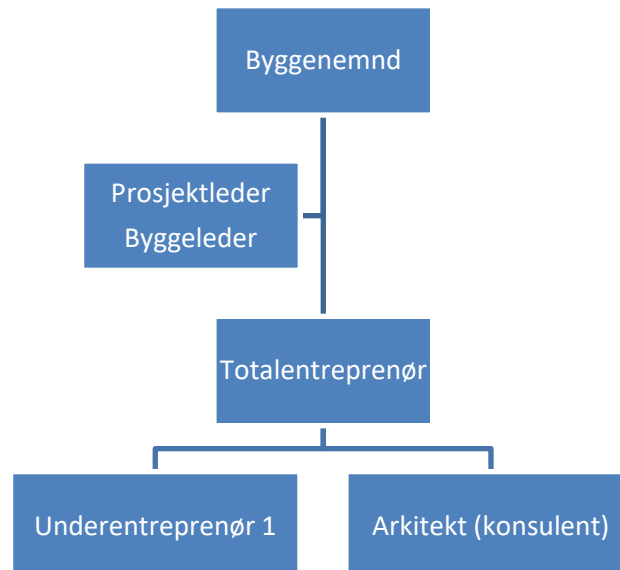 Byggenemnd
Prosjektleder
Byggeleder
Totalentreprenør
Underentreprenør 1
Arkitekt (konsulent)